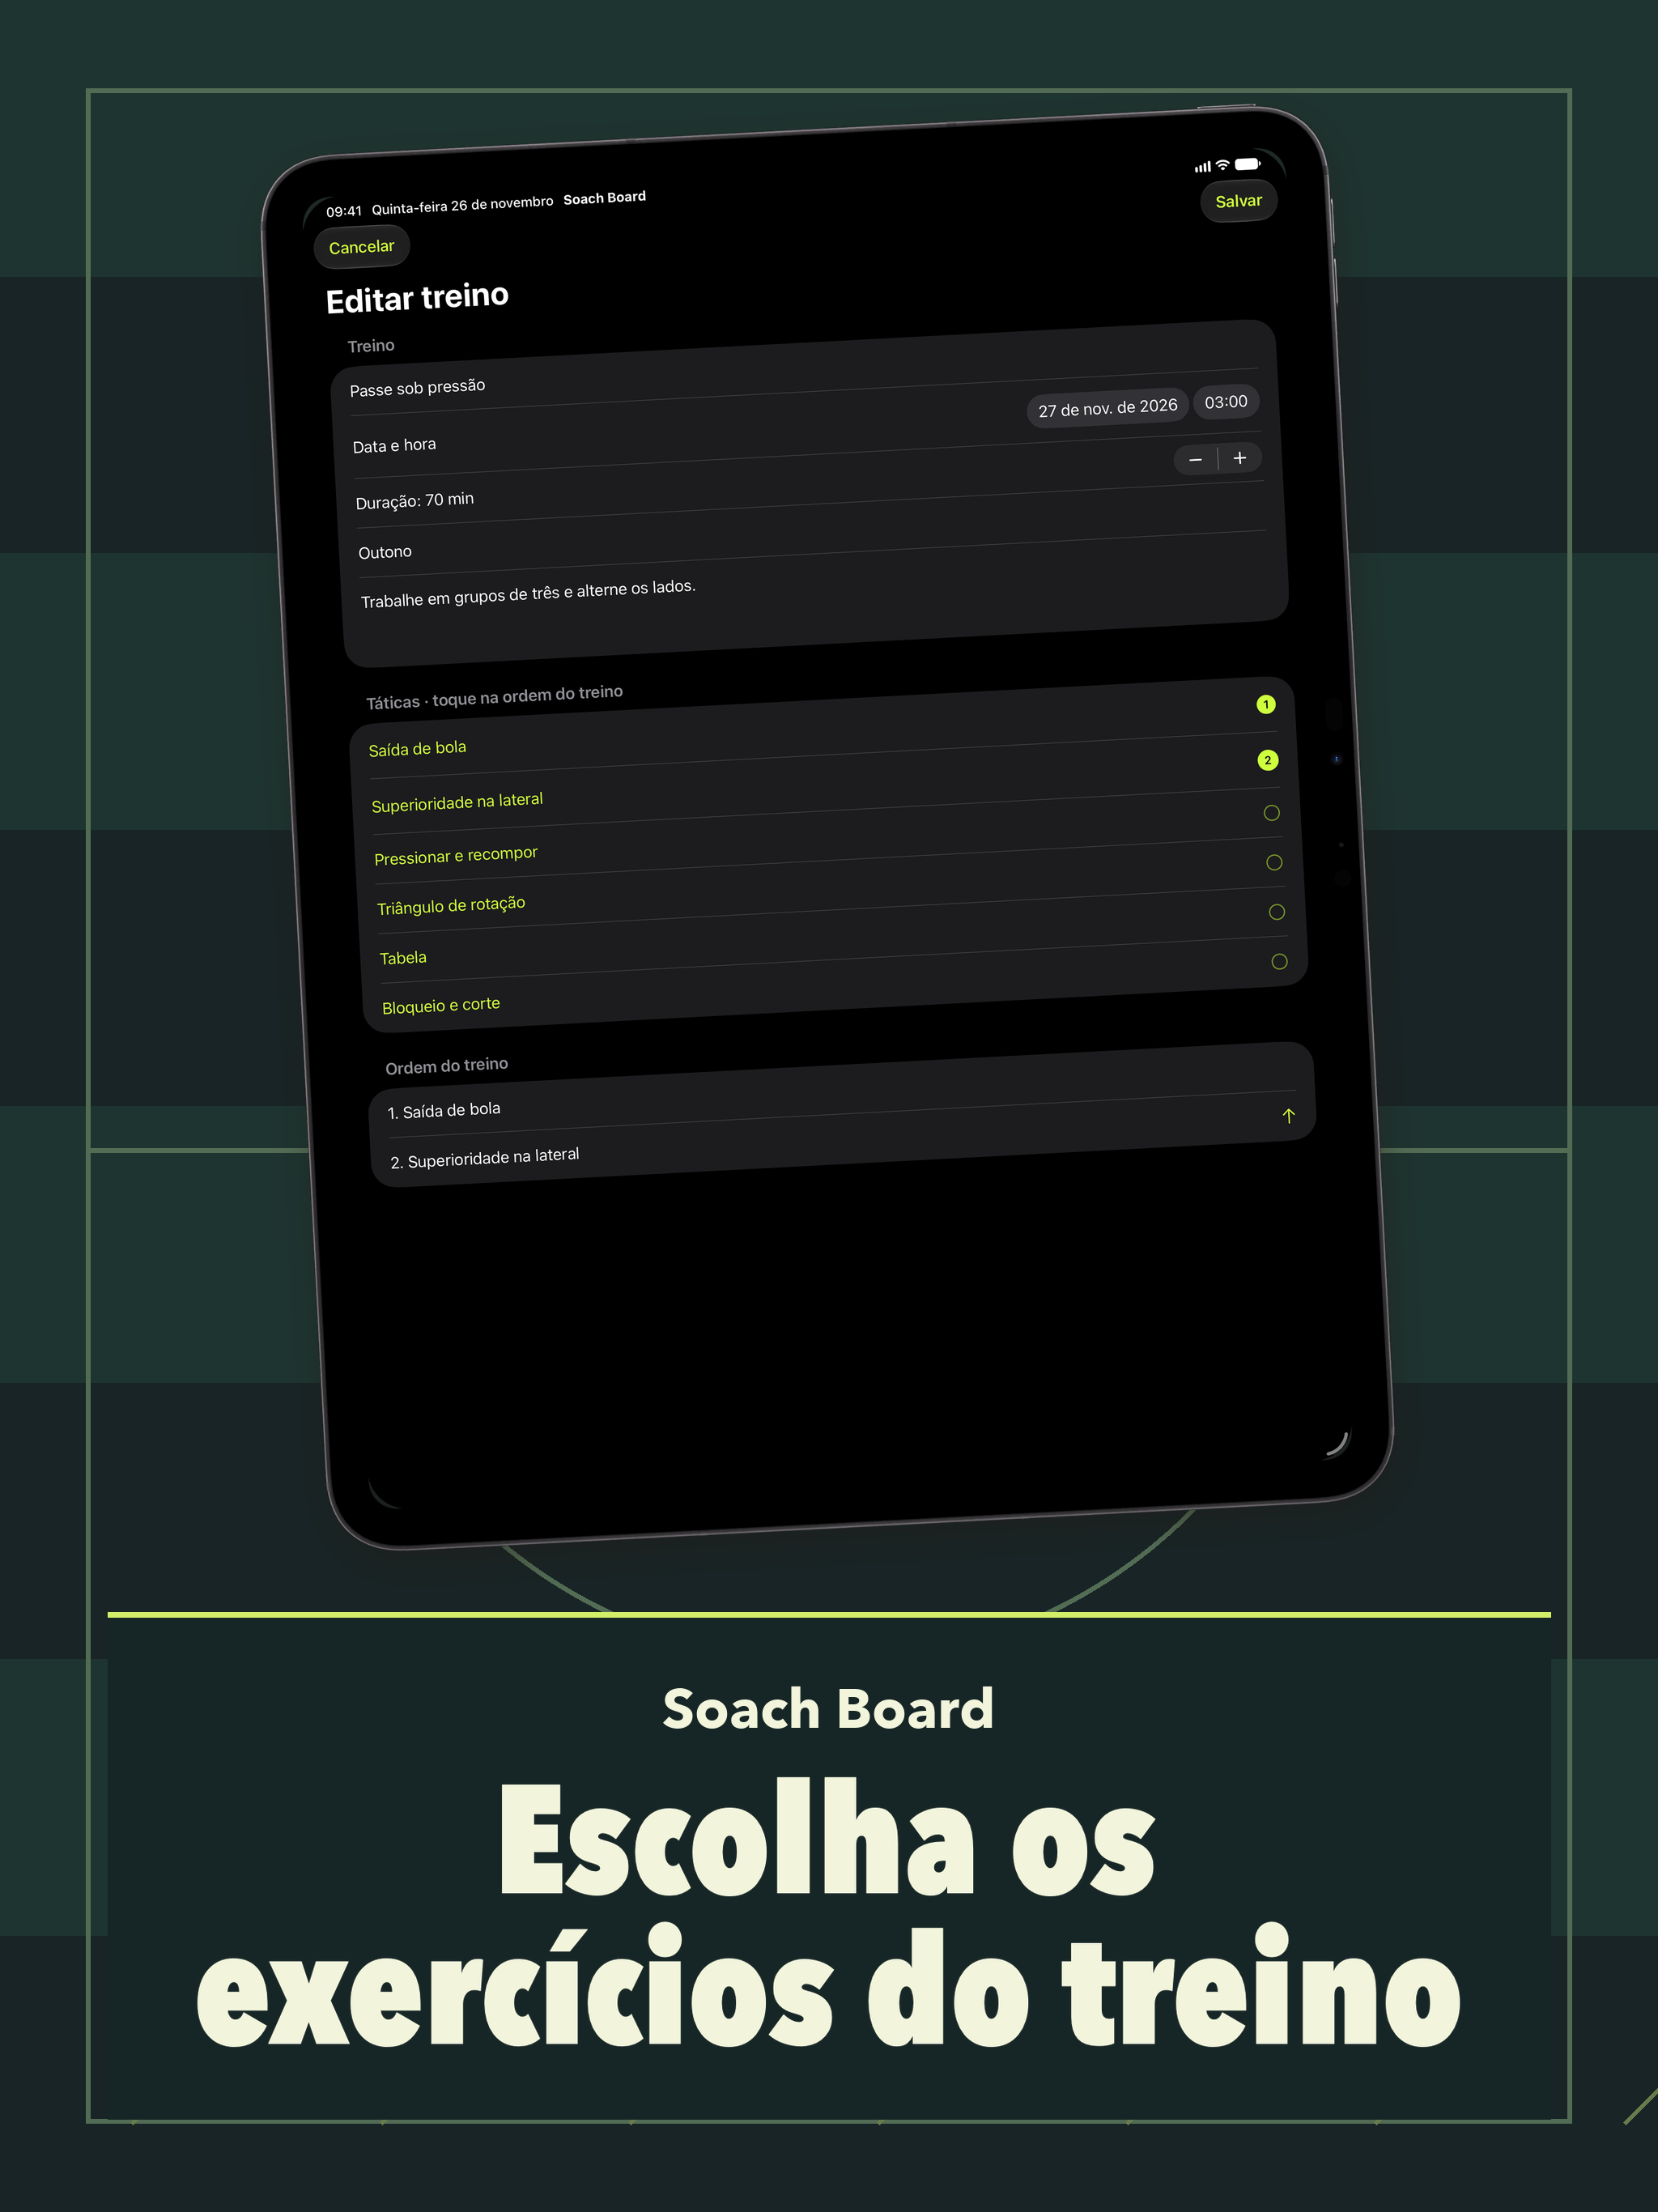 09:41 Quinta-feira 26 de novembro Soach Board
Cancelar
Salvar
Editar treino
Treino
Passe sob pressão
Data e hora
27 de nov. de 2026
03:00
Duração: 70 min
− +
Outono
Trabalhe em grupos de três e alterne os lados.
Táticas · toque na ordem do treino
Saída de bola
1
Superioridade na lateral
2
Pressionar e recompor
Triângulo de rotação
Tabela
Bloqueio e corte
Ordem do treino
1. Saída de bola
2. Superioridade na lateral
Soach Board
Escolha os
exercícios do treino